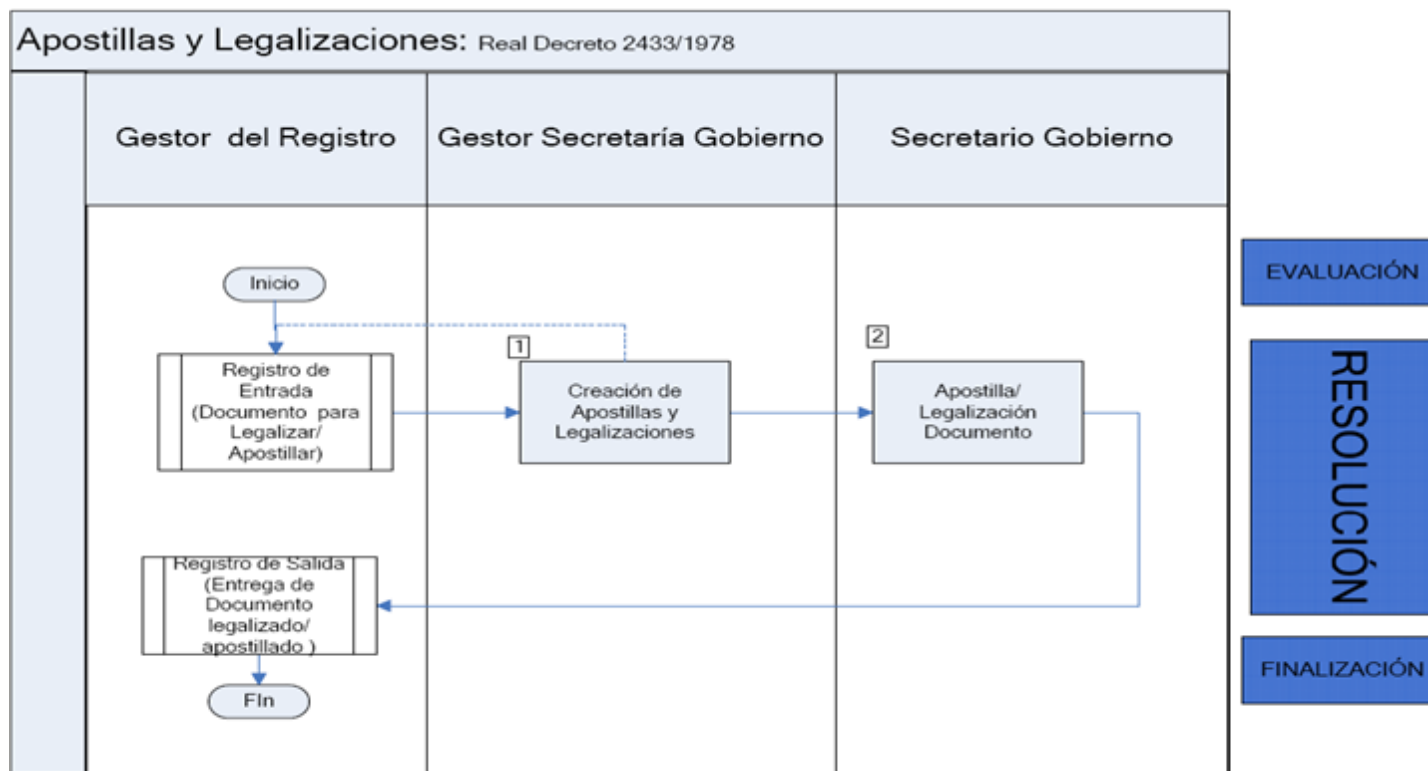 Apostillas y Legalizaciones: Real Decreto 2433/1978
Gestor del Registro
Gestor Secretaría Gobierno
Secretario Gobierno
Inicio
Registro de
Entrada
(Documento para
Legalizar/
Apostillar)
1
Creación de
Apostillas y
Legalizaciones
2
Apostilla/
Legalización
Documento
Registro de Salida
(Entrega de
Documento
legalizado/
apostillado )
FIn
EVALUACIÓN
RESOLUCIÓN
FINALIZACIÓN